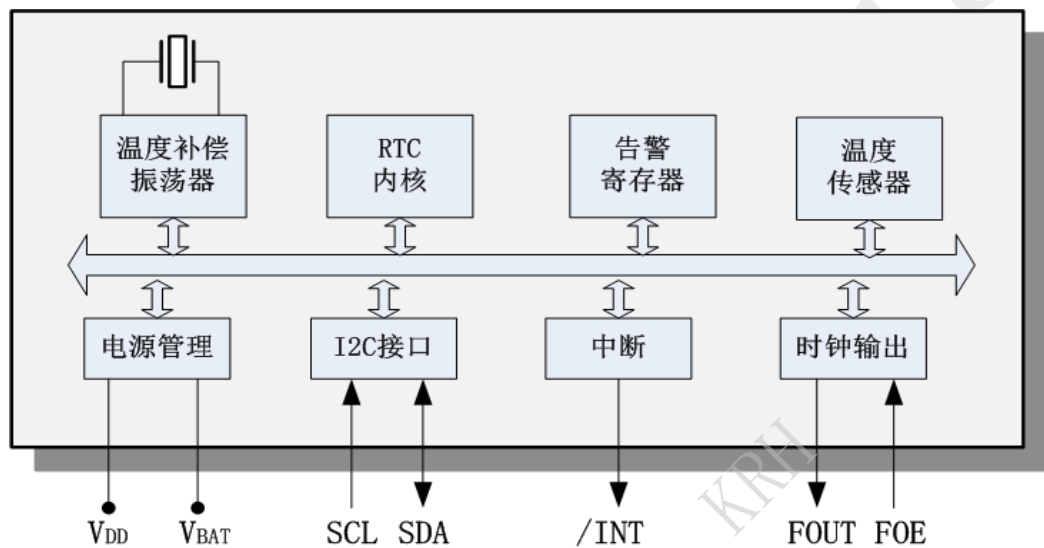 温度补偿
振荡器
RTC
内核
告警
寄存器
温度
传感器
电源管理
I2C接口
中断
时钟输出
KRH
VDD VBAT SCL SDA /INT FOUT FOE